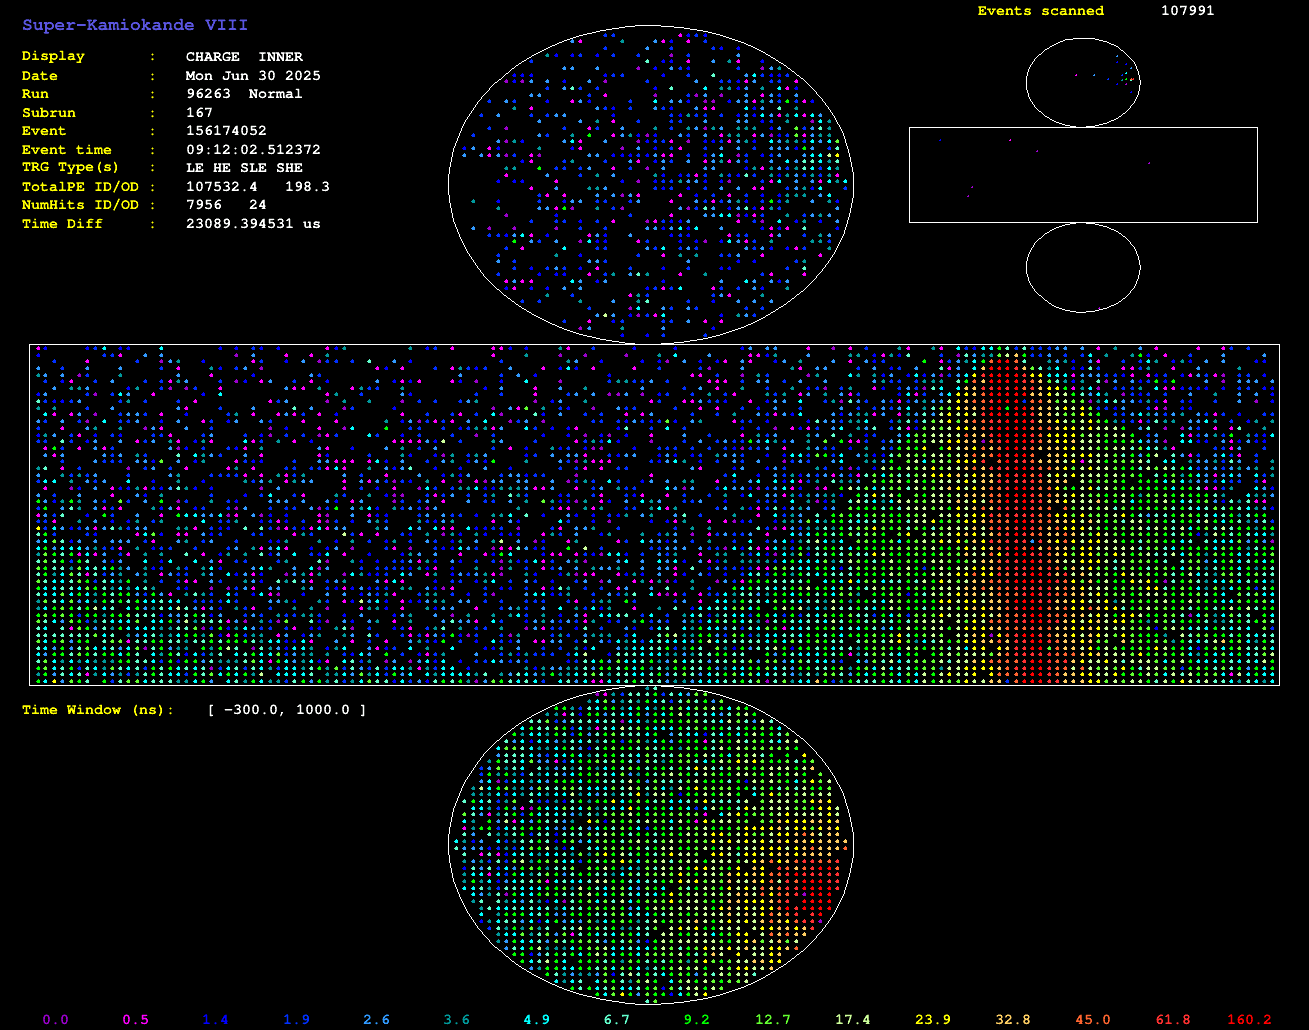 Super-Kamiokande VIII
Events scanned 107991
Display : CHARGE INNER
Date : Mon Jun 30 2025
Run : 96263 Normal
Subrun : 167
Event : 156174052
Event time : 09:12:02.512372
TRG Type(s) : LE HE SLE SHE
TotalPE ID/OD : 107532.4 198.3
NumHits ID/OD : 7956 24
Time Diff : 23089.394531 us
Time Window (ns): [ -300.0, 1000.0 ]
0.0 0.5 1.4 1.9 2.6 3.6 4.9 6.7 9.2 12.7 17.4 23.9 32.8 45.0 61.8 160.2